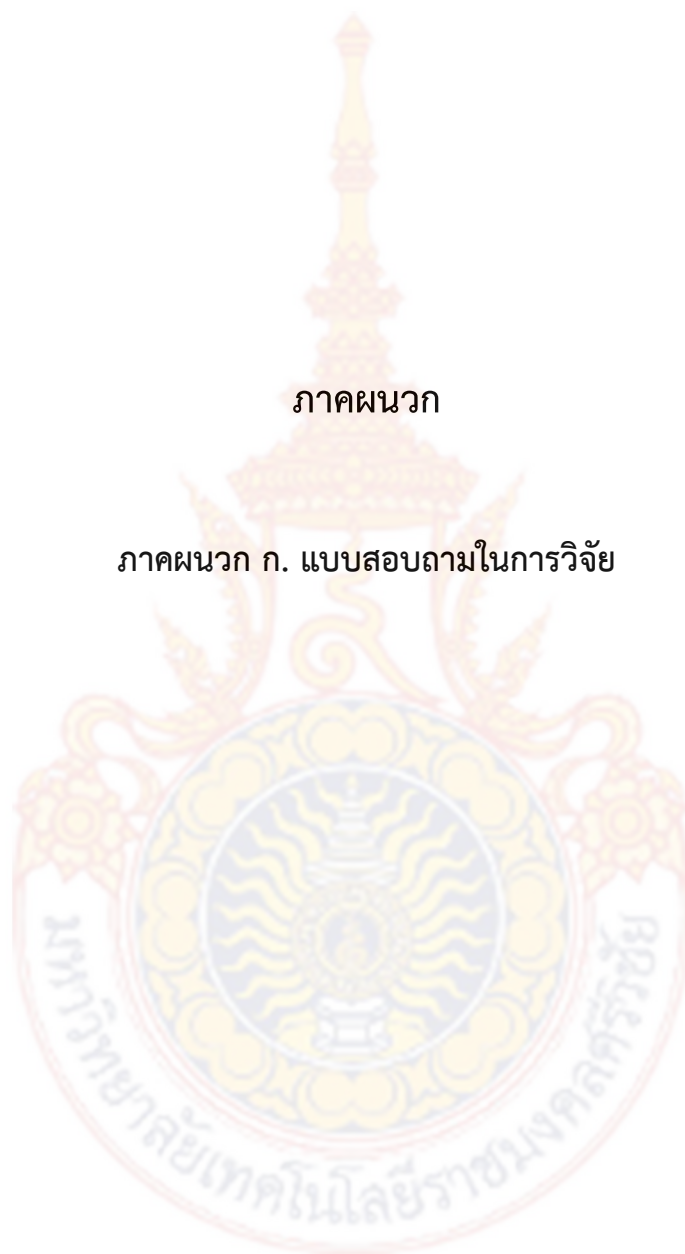 ภาคผนวก
ภาคผนวก ก. แบบสอบถามในการวิจัย
มหาวิทยาลัยเทคโนโลยีราชมงคลศรีวิชัย